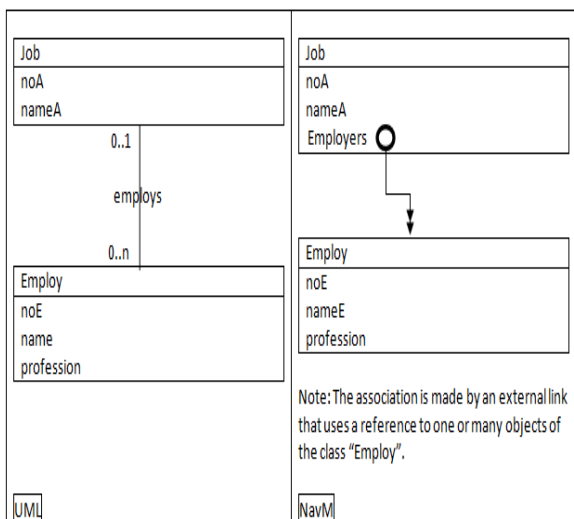 Job
noA
nameA
0..1
employs
0..n
Employ
noE
name
profession
UML
Job
noA
nameA
Employers
Employ
noE
nameE
profession
Note: The association is made by an external link
that uses a reference to one or many objects of
the class “Employ”.
NavM